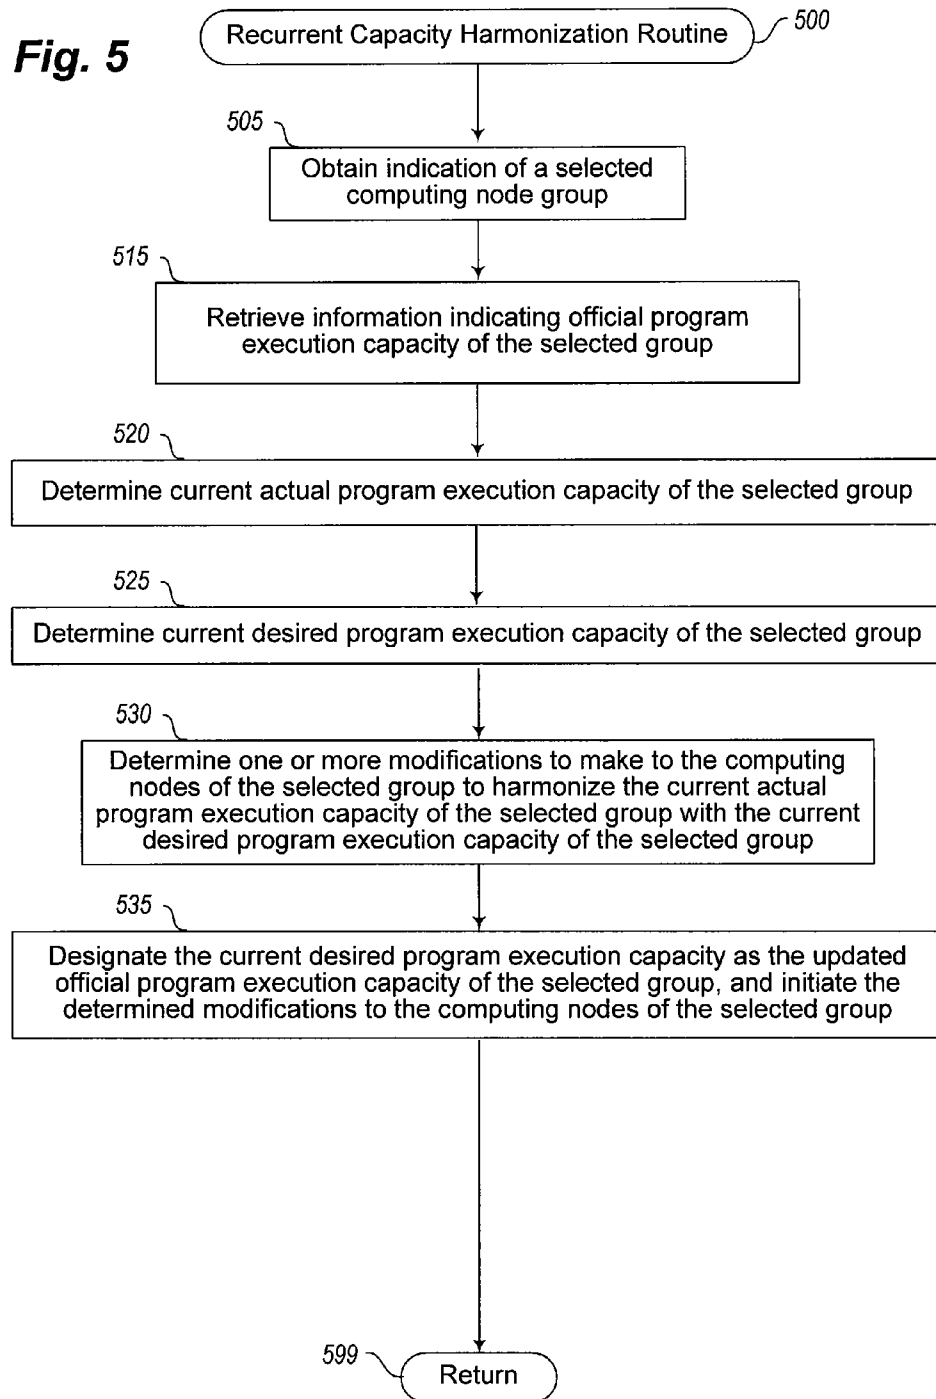 Fig. 5
Recurrent Capacity Harmonization Routine
500
505
Obtain indication of a selected
computing node group
515
Retrieve information indicating official program
execution capacity of the selected group
520
Determine current actual program execution capacity of the selected group
525
Determine current desired program execution capacity of the selected group
530
Determine one or more modifications to make to the computing
nodes of the selected group to harmonize the current actual
program execution capacity of the selected group with the current
desired program execution capacity of the selected group
535
Designate the current desired program execution capacity as the updated
official program execution capacity of the selected group, and initiate the
determined modifications to the computing nodes of the selected group
599
Return